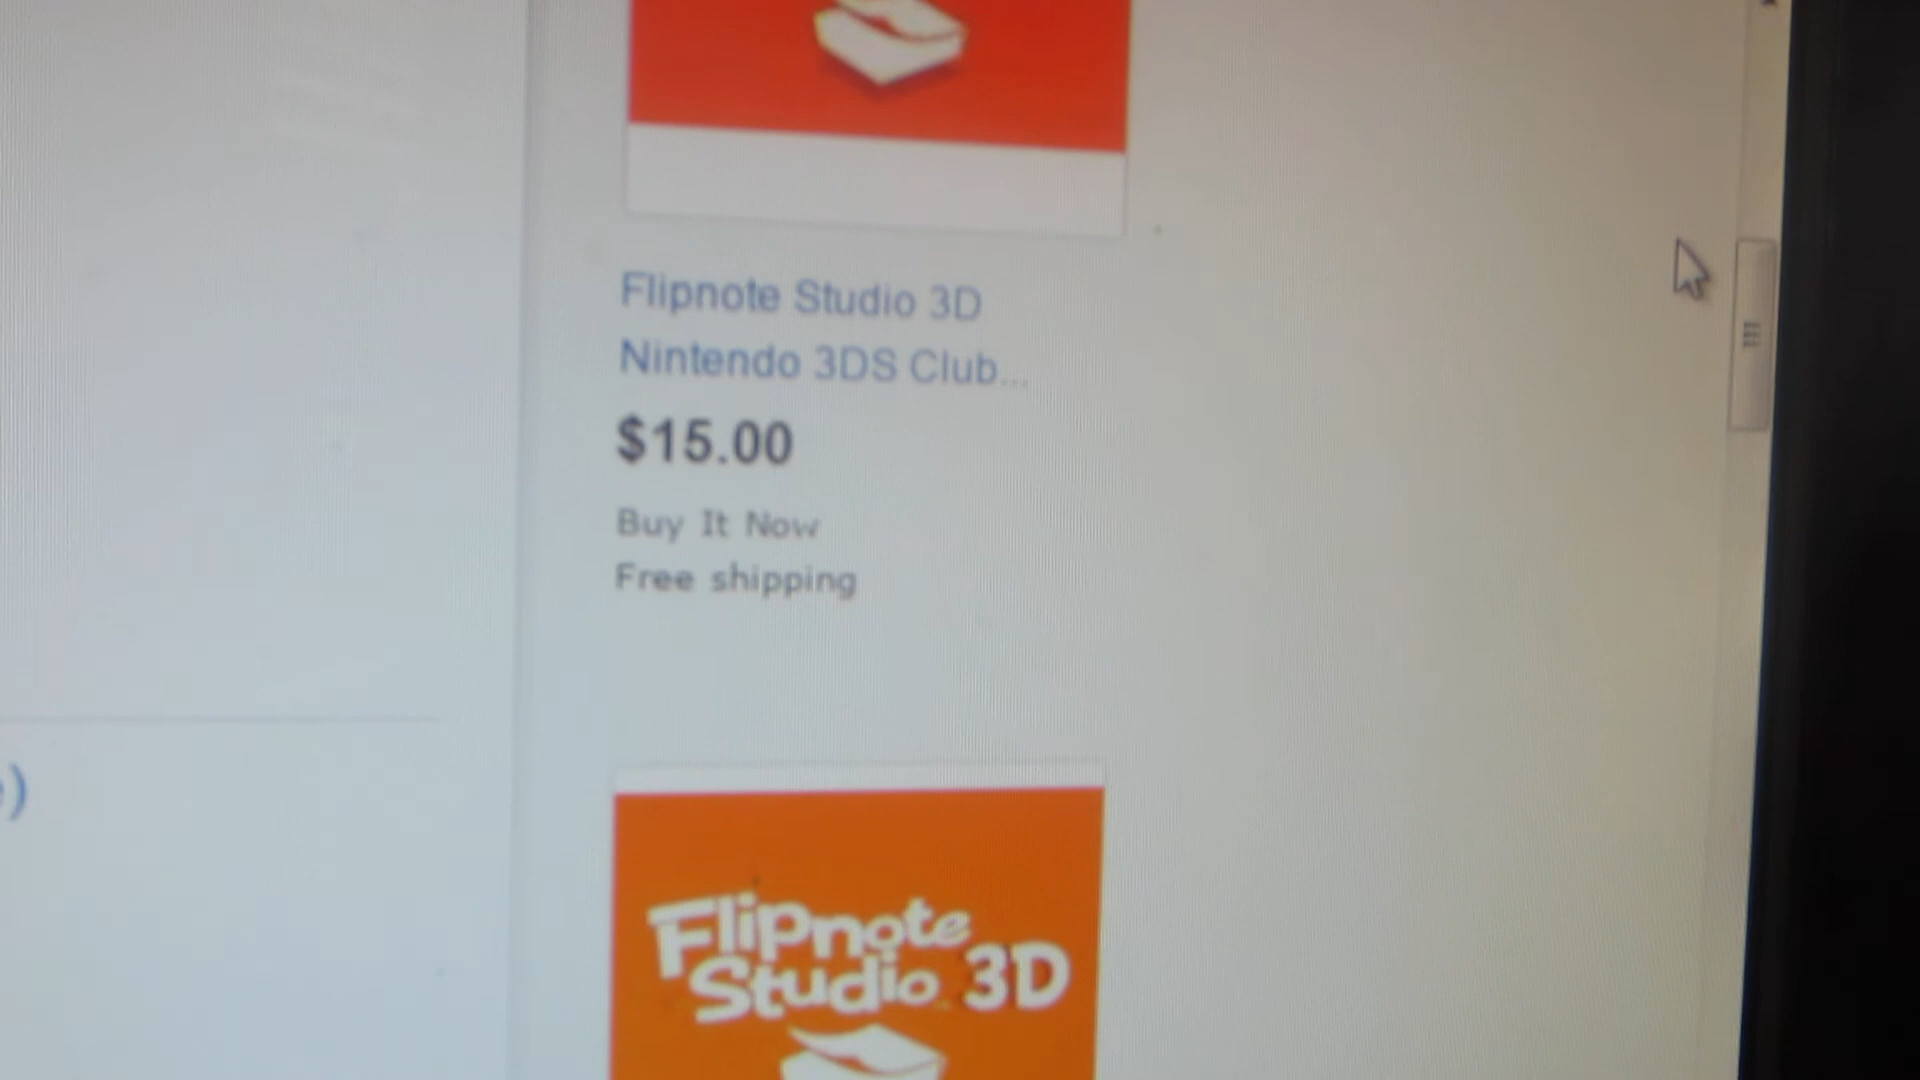 Flipnote Studio 3D
Nintendo 3DS Club...
$15.00
Buy It Now
Free shipping
)
Flipnote
Studio 3D